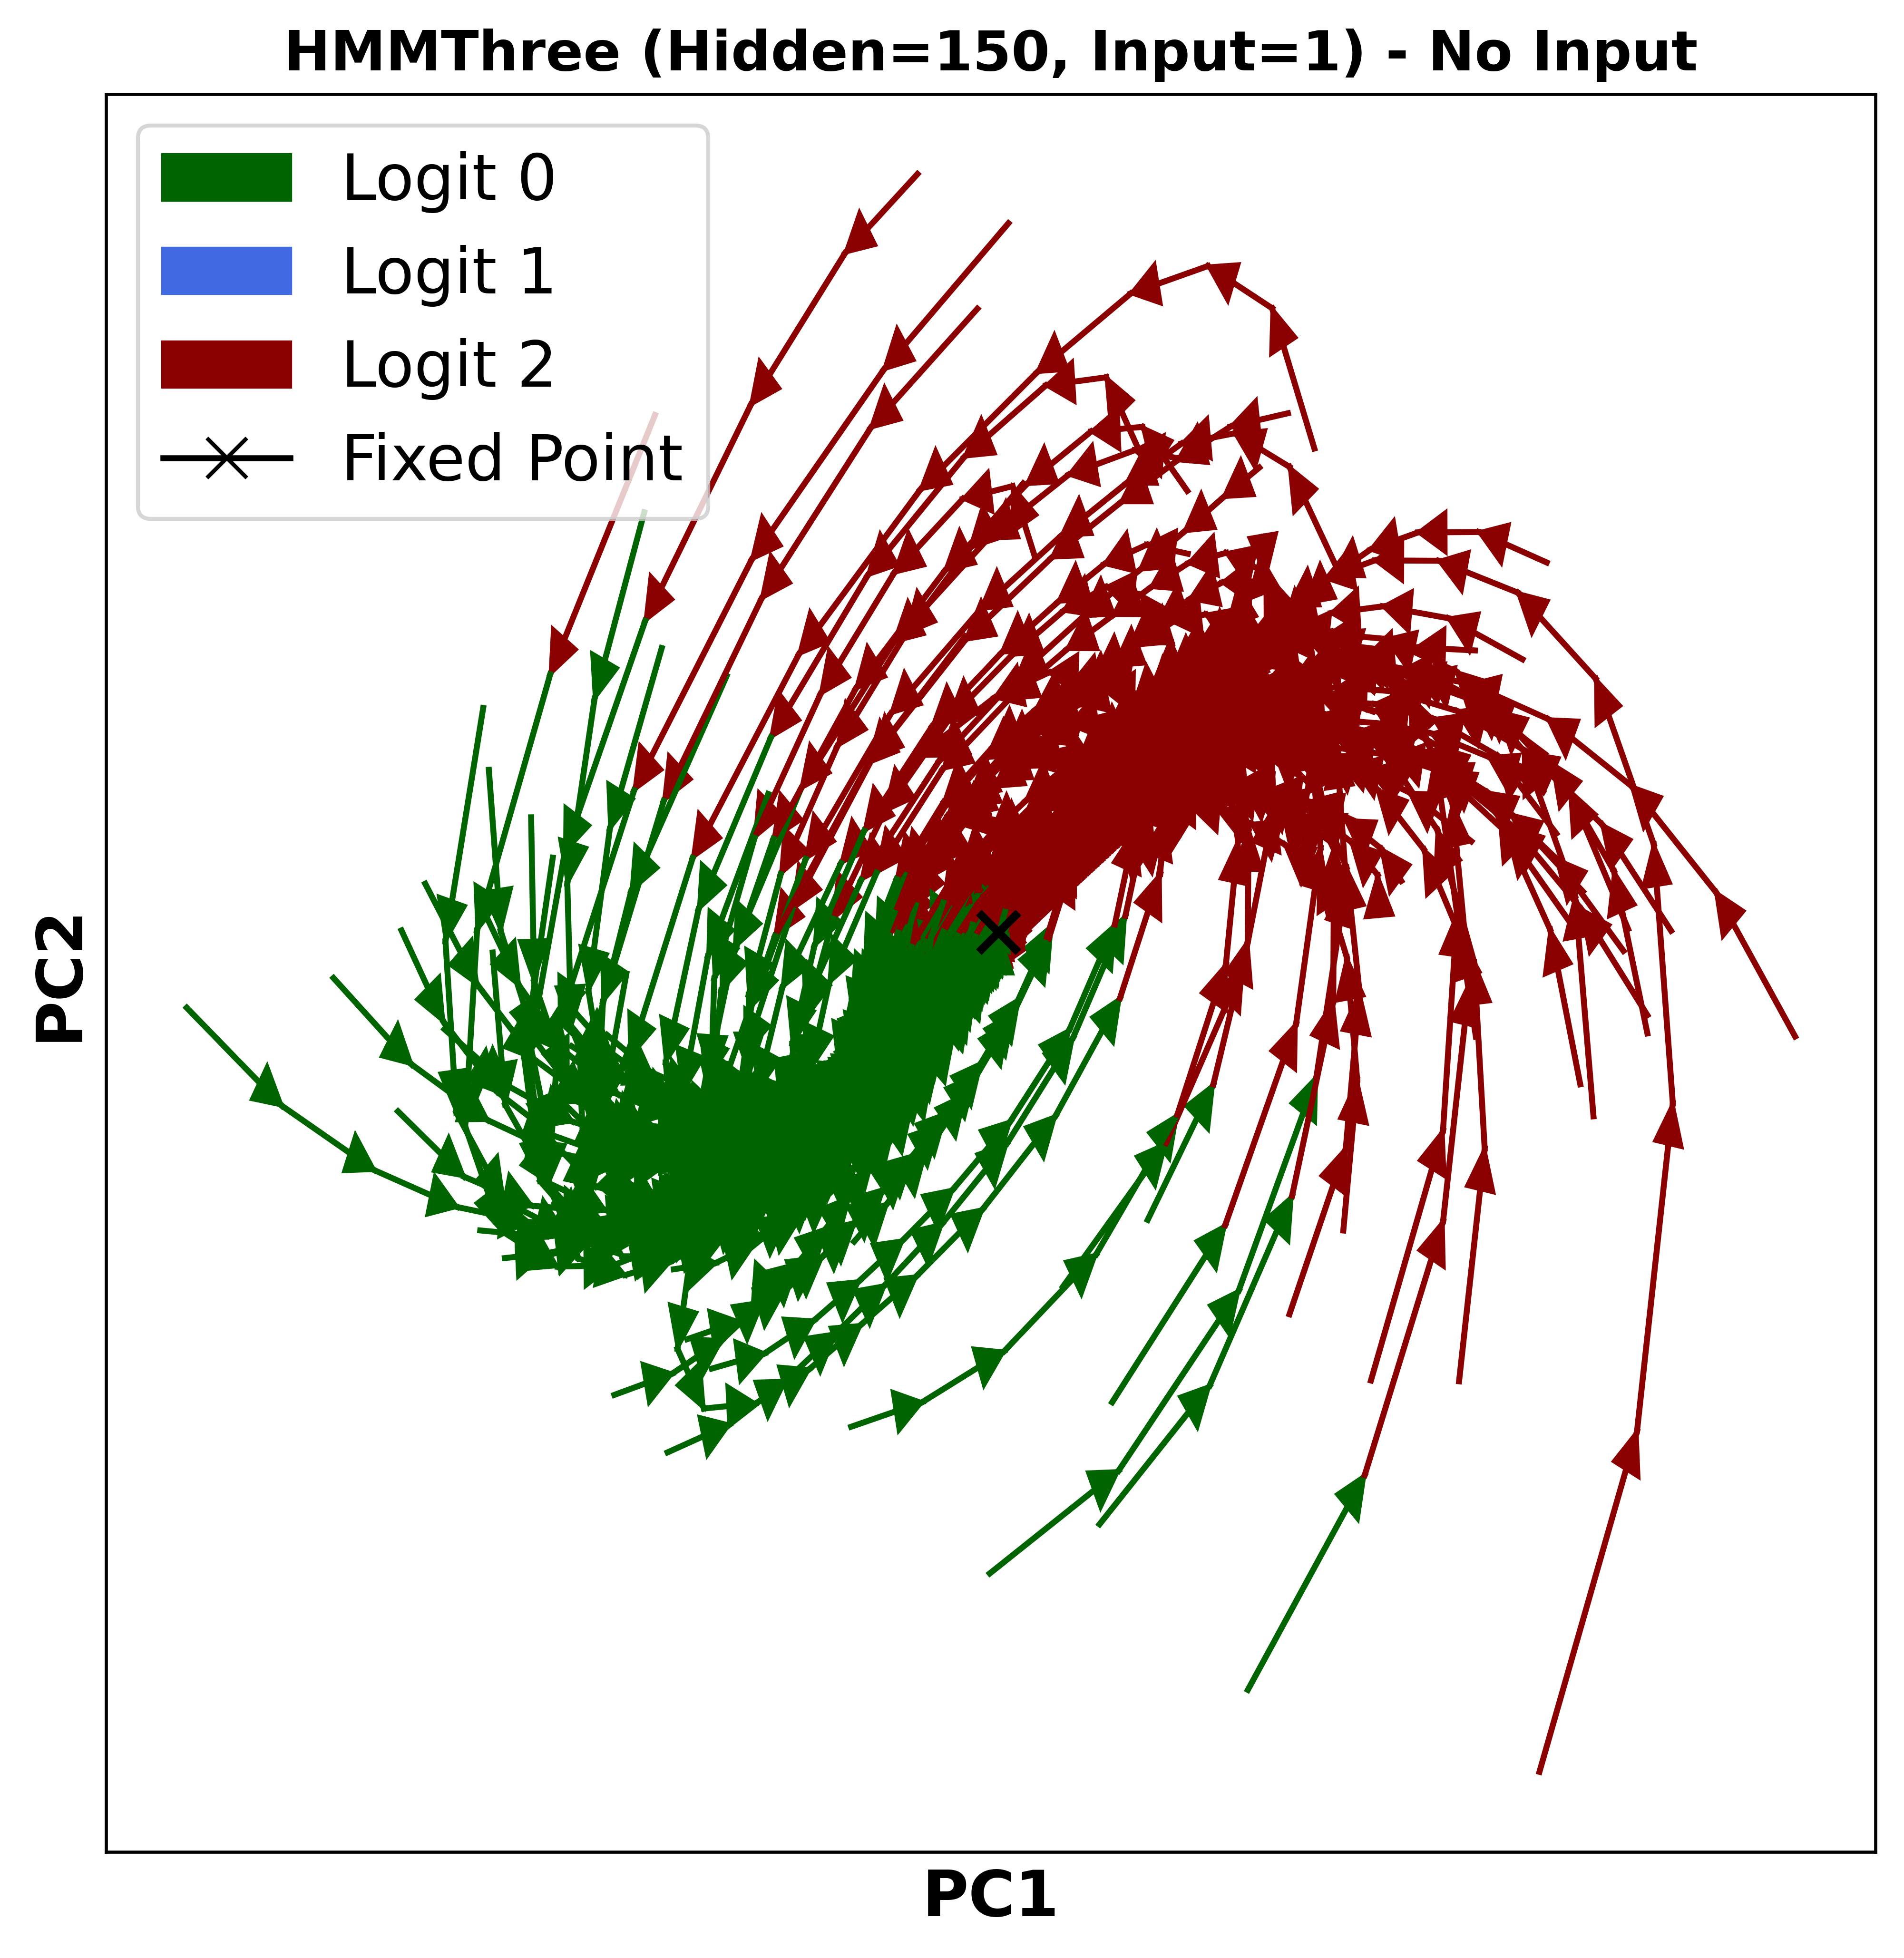 HMMThree (Hidden=150, Input=1) - No Input
Logit 0
Logit 1
Logit 2
Fixed Point
PC2
PC1